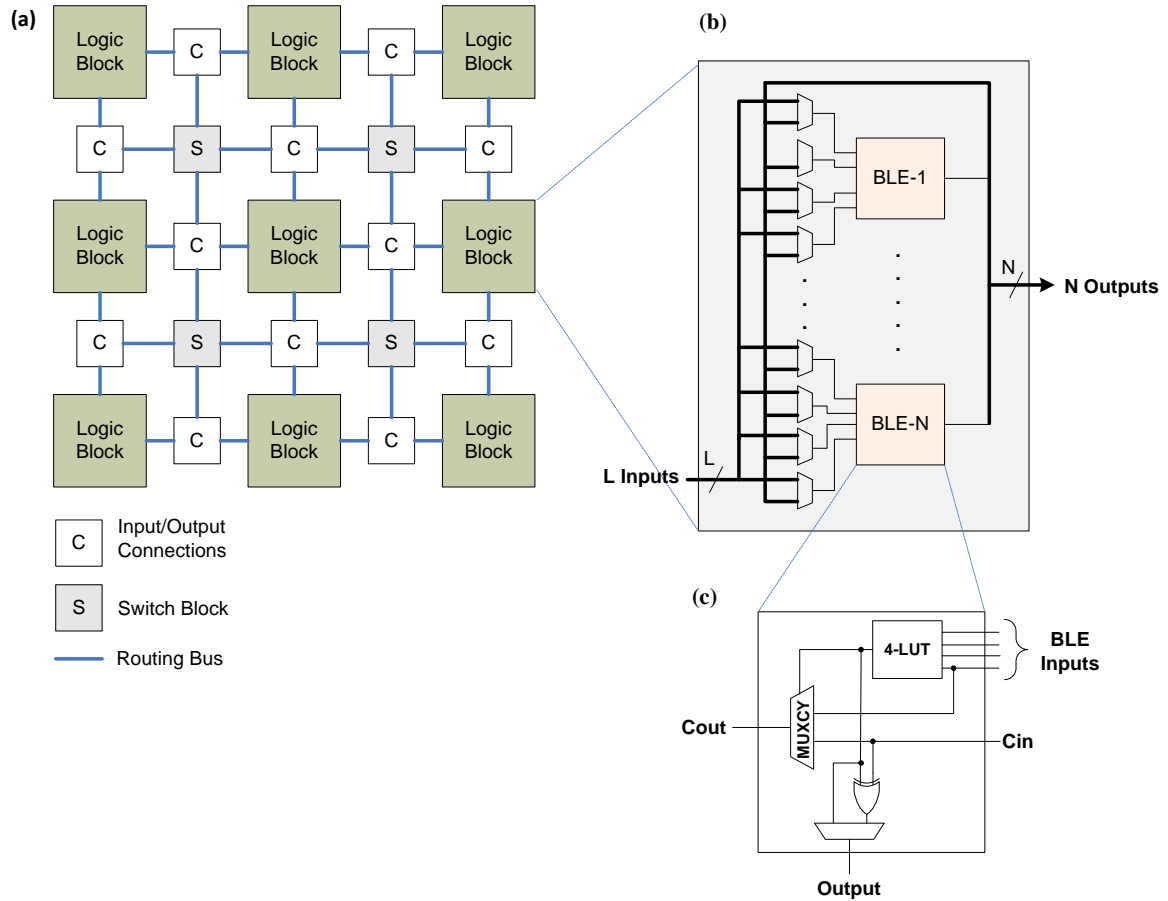 (a)
Logic
Block
C
Logic
Block
C
Logic
Block
C
S
C
S
C
Logic
Block
C
Logic
Block
C
Logic
Block
C
S
C
S
C
Logic
Block
C
Logic
Block
C
Logic
Block
C
Input/Output
Connections
S
Switch Block
Routing Bus
(b)
BLE-1
N
N Outputs
BLE-N
L
L Inputs
(c)
4-LUT
BLE
Inputs
MUXCY
Cout
Cin
Output